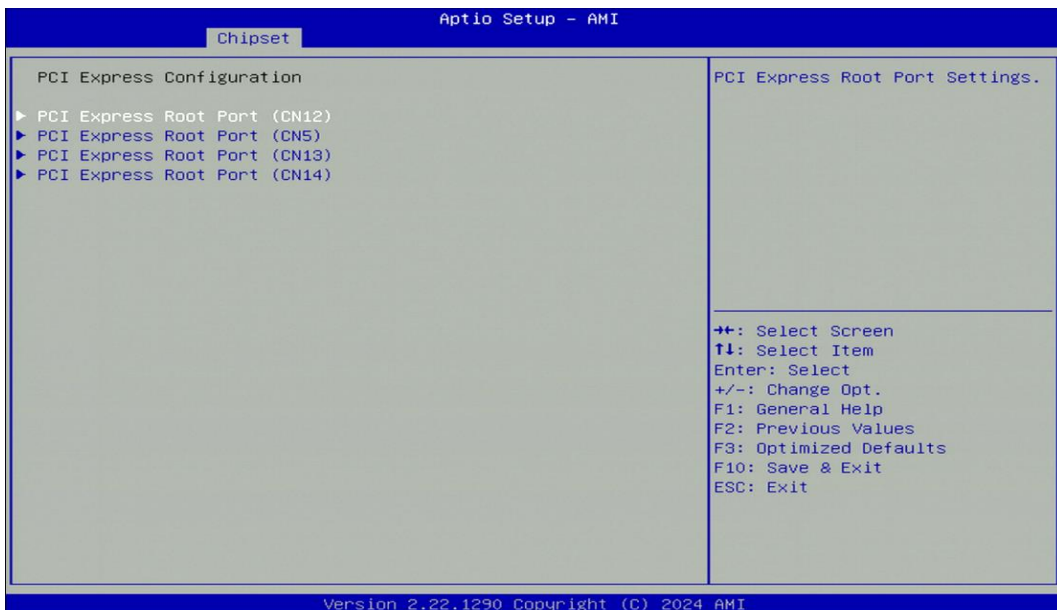 Aptio Setup – AMI
Chipset
PCI Express Configuration
▶ PCI Express Root Port (CN12)
▶ PCI Express Root Port (CN5)
▶ PCI Express Root Port (CN13)
▶ PCI Express Root Port (CN14)
PCI Express Root Port Settings.
→←: Select Screen
↑↓: Select Item
Enter: Select
+/-: Change Opt.
F1: General Help
F2: Previous Values
F3: Optimized Defaults
F10: Save & Exit
ESC: Exit
Version 2.22.1290 Copyright (C) 2024 AMI